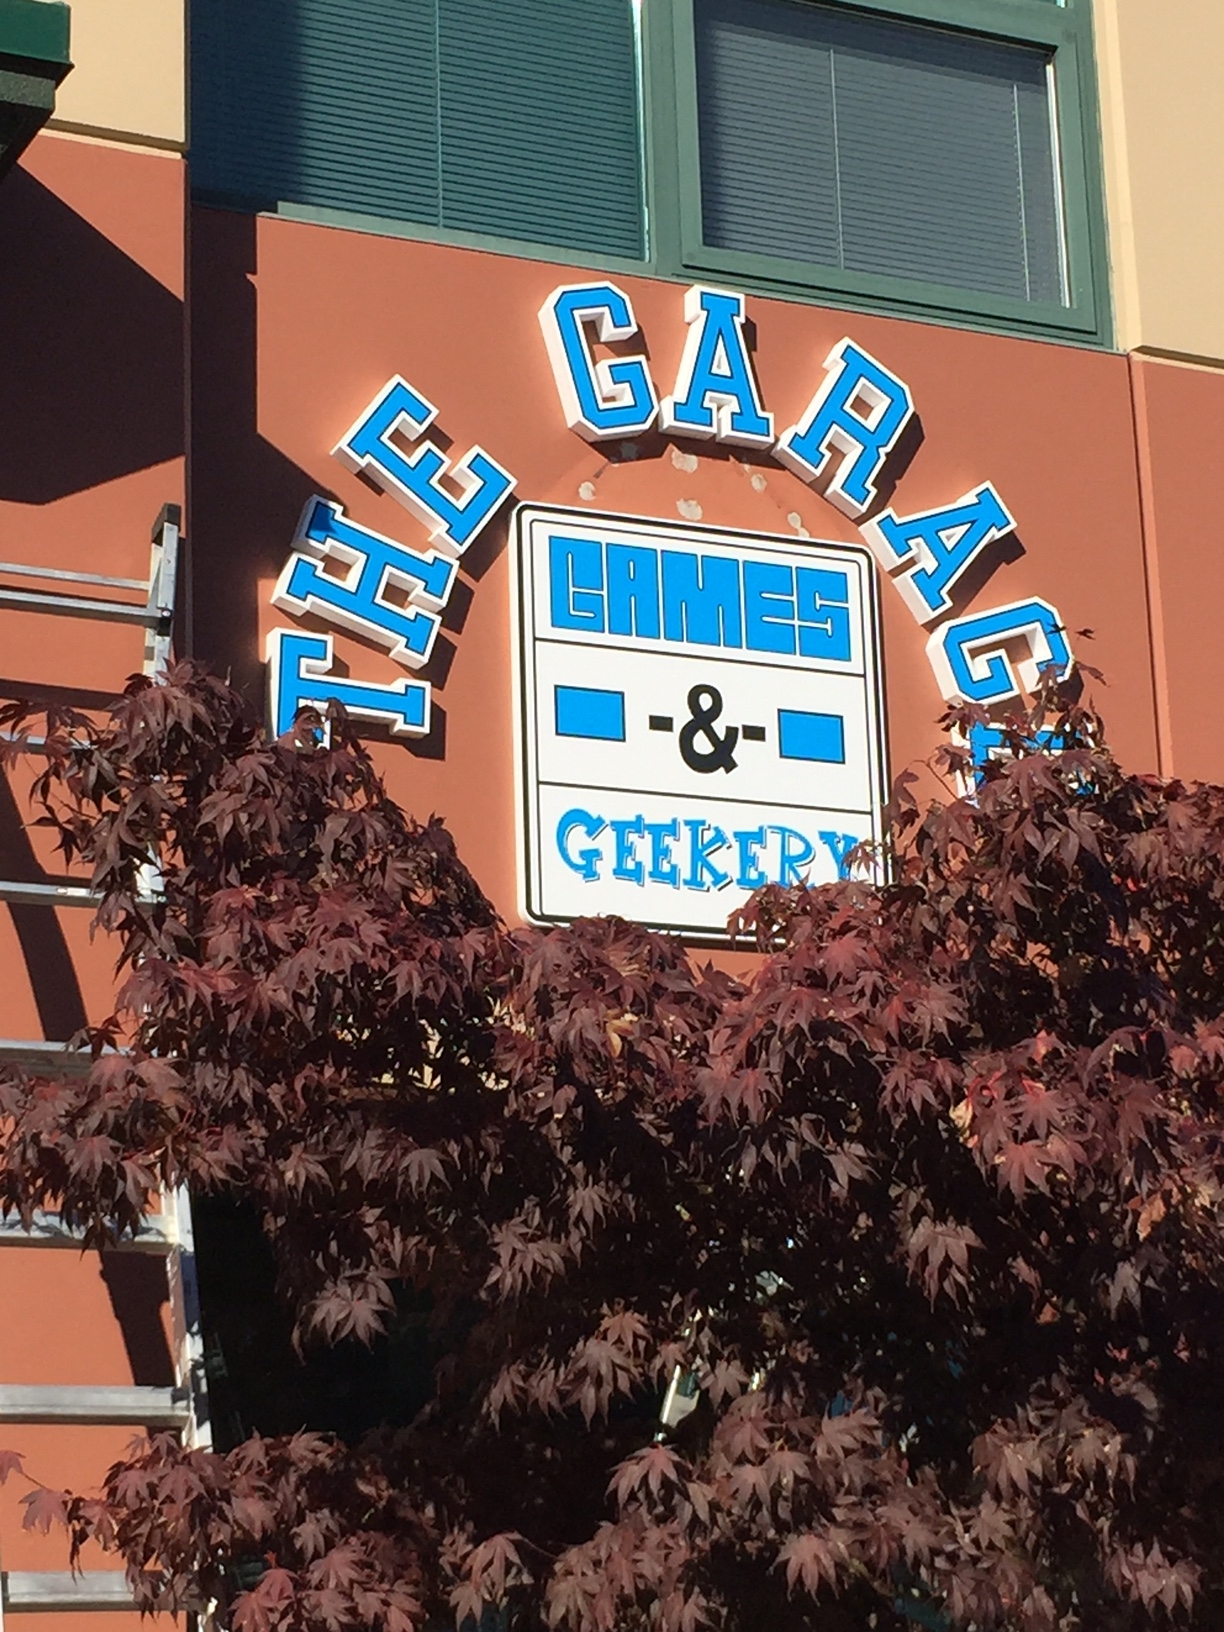 THE GARAGE
GAMES
-&-
GEEKERY